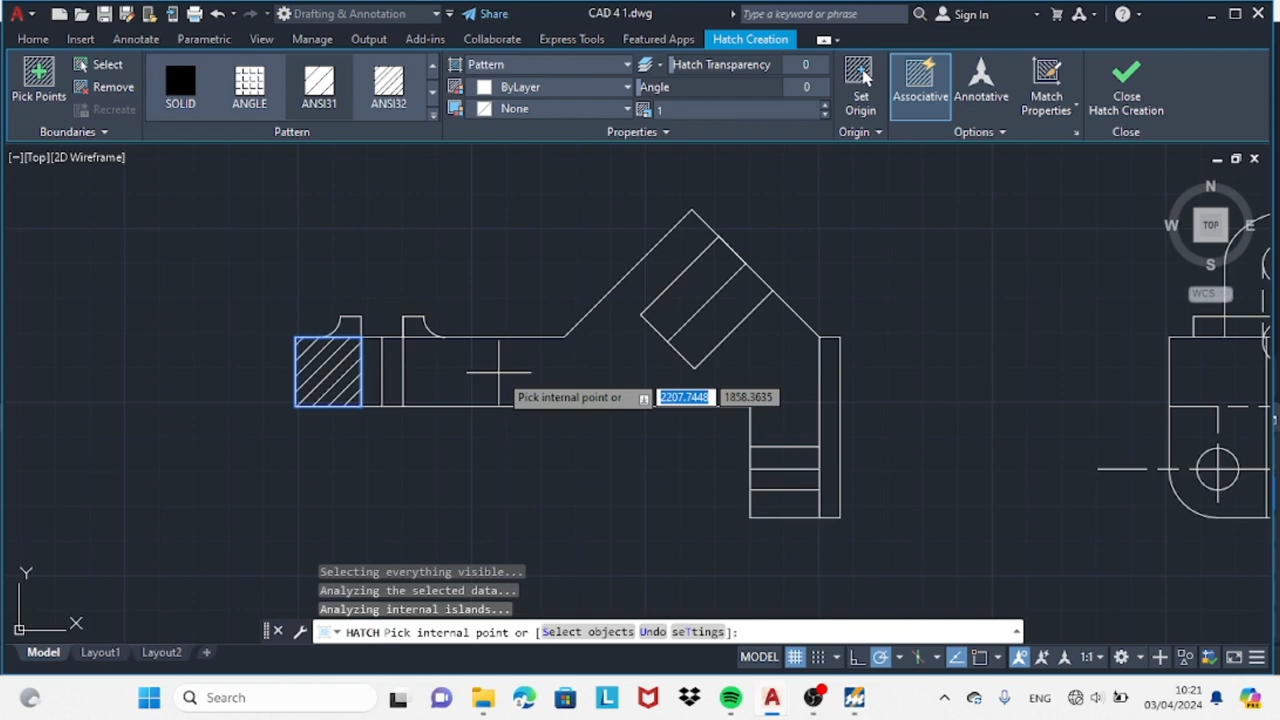 A Drafting & Annotation Share CAD 4 1.dwg Type a keyword or phrase Sign In
Home Insert Annotate Parametric View Manage Output Add-ins Collaborate Express Tools Featured Apps Hatch Creation
Pick Points
Select
Remove
Recreate
Boundaries
SOLID ANGLE ANSI31 ANSI32
Pattern
Pattern Hatch Transparency 0
ByLayer Angle 0
None 1
Properties
Set Origin
Origin
Associative Annotative Match Properties
Options
Close Hatch Creation
Close
[−][Top][2D Wireframe]
N
W TOP E
S
WCS
Pick internal point or 2207.7448 1858.3635
Y
X
Selecting everything visible...
Analyzing the selected data...
Analyzing internal islands...
HATCH Pick internal point or [Select objects Undo seTtings]:
Model Layout1 Layout2 +
MODEL 1:1
Search
L
A
ENG
10:21
03/04/2024
PRE